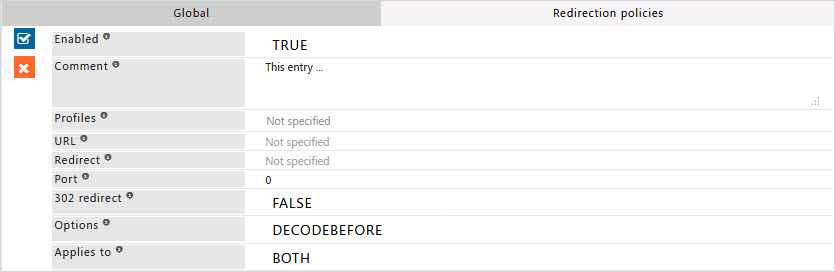 Global Redirection policies
Enabled TRUE
Comment This entry ...
Profiles Not specified
URL Not specified
Redirect Not specified
Port 0
302 redirect FALSE
Options DECODEBEFORE
Applies to BOTH